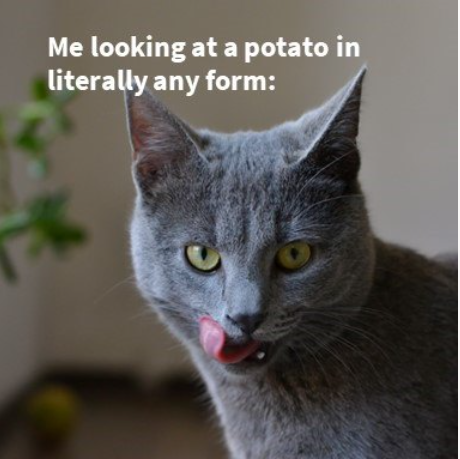 Me looking at a potato in
literally any form: